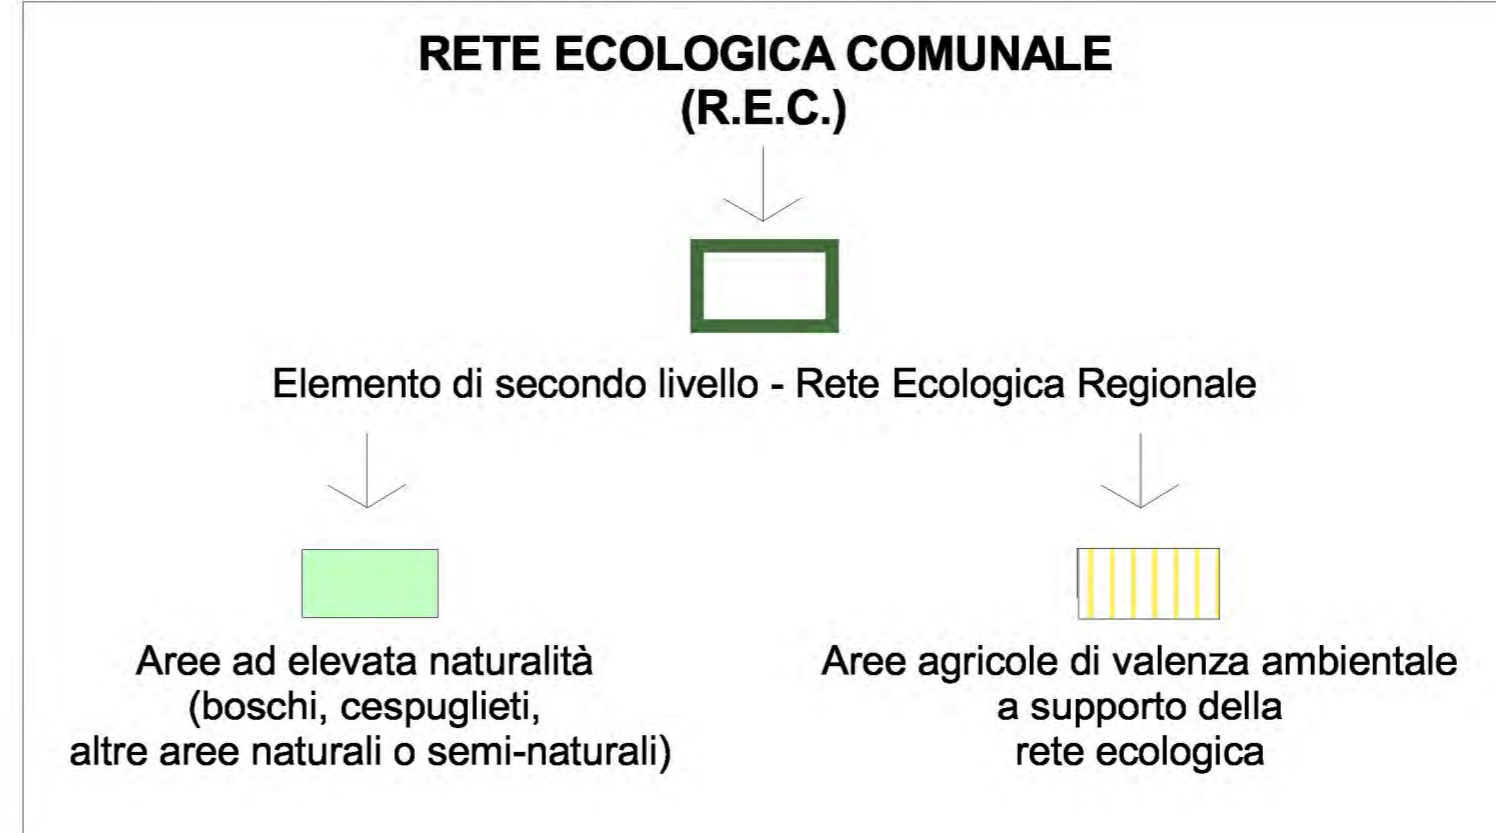 RETE ECOLOGICA COMUNALE
(R.E.C.)
Elemento di secondo livello - Rete Ecologica Regionale
Aree ad elevata naturalità
(boschi, cespuglieti,
altre aree naturali o semi-naturali)
Aree agricole di valenza ambientale
a supporto della
rete ecologica